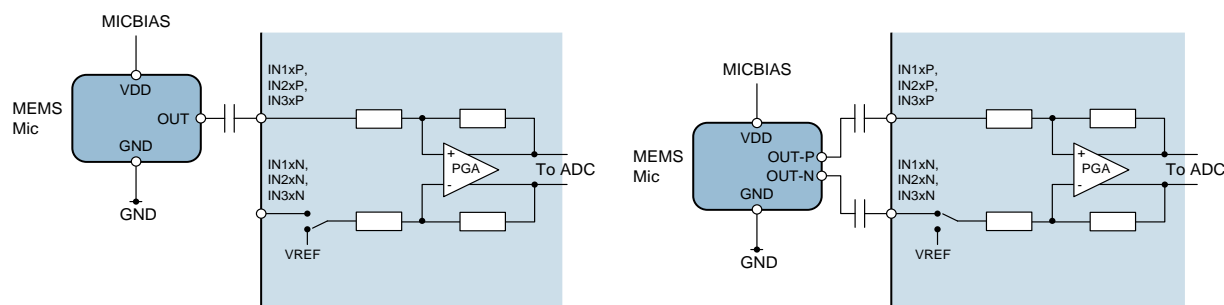 MICBIAS
MEMS
Mic
VDD
OUT
GND
GND
IN1xP,
IN2xP,
IN3xP
IN1xN,
IN2xN,
IN3xN
VREF
+
PGA
-
To ADC
MICBIAS
MEMS
Mic
VDD
OUT-P
OUT-N
GND
GND
IN1xP,
IN2xP,
IN3xP
IN1xN,
IN2xN,
IN3xN
VREF
+
PGA
-
To ADC